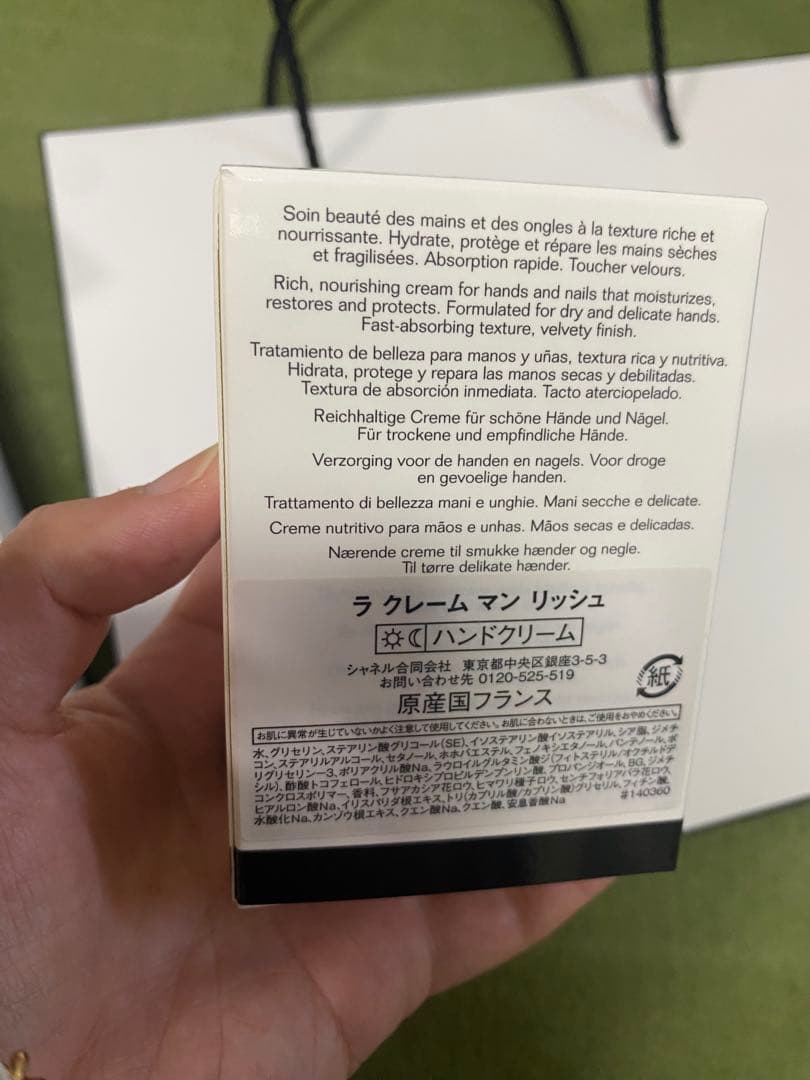 Soin beauté des mains et des ongles à la texture riche et
nourrissante. Hydrate, protège et répare les mains sèches
et fragilisées. Absorption rapide. Toucher velours.
Rich, nourishing cream for hands and nails that moisturizes,
restores and protects. Formulated for dry and delicate hands.
Fast-absorbing texture, velvety finish.
Tratamiento de belleza para manos y uñas, textura rica y nutritiva.
Hidrata, protege y repara las manos secas y debilitadas.
Textura de absorción inmediata. Tacto aterciopelado.
Reichhaltige Creme für schöne Hände und Nägel.
Für trockene und empfindliche Hände.
Verzorging voor de handen en nagels. Voor droge
en gevoelige handen.
Trattamento di bellezza mani e unghie. Mani secche e delicate.
Creme nutritivo para mãos e unhas. Mãos secas e delicadas.
Nærende creme til smukke hænder og negle.
Til tørre delikate hænder.
ラ クレーム マン リッシュ
ハンドクリーム
シャネル合同会社 東京都中央区銀座3-5-3
お問い合わせ先 0120-525-519
紙
原産国フランス
お肌に異常が生じていないかよく注意して使用してください。お肌に合わないときは、ご使用をおやめください。
水、グリセリン、ステアリン酸グリコール(SE)、イソステアリン酸イソステアリル、シア脂、ジメチ
コン、ステアリルアルコール、セタノール、ホホバエステル、フェノキシエタノール、パンテノール、ポ
リグリセリン-3、ポリアクリル酸Na、ラウロイルグルタミン酸ジ(フィトステリル/オクチルドデ
シル)、酢酸トコフェロール、ヒドロキシプロピルデンプンリン酸、プロパンジオール、BG、ジメチ
コンクロスポリマー、香料、フサアカシア花ロウ、ヒマワリ種子ロウ、センチフォリアバラ花ロウ、
ヒアルロン酸Na、イリスパリダ根エキス、トリ(カプリル酸/カプリン酸)グリセリル、フィチン酸、
水酸化Na、カンゾウ根エキス、クエン酸Na、クエン酸、安息香酸Na #140360